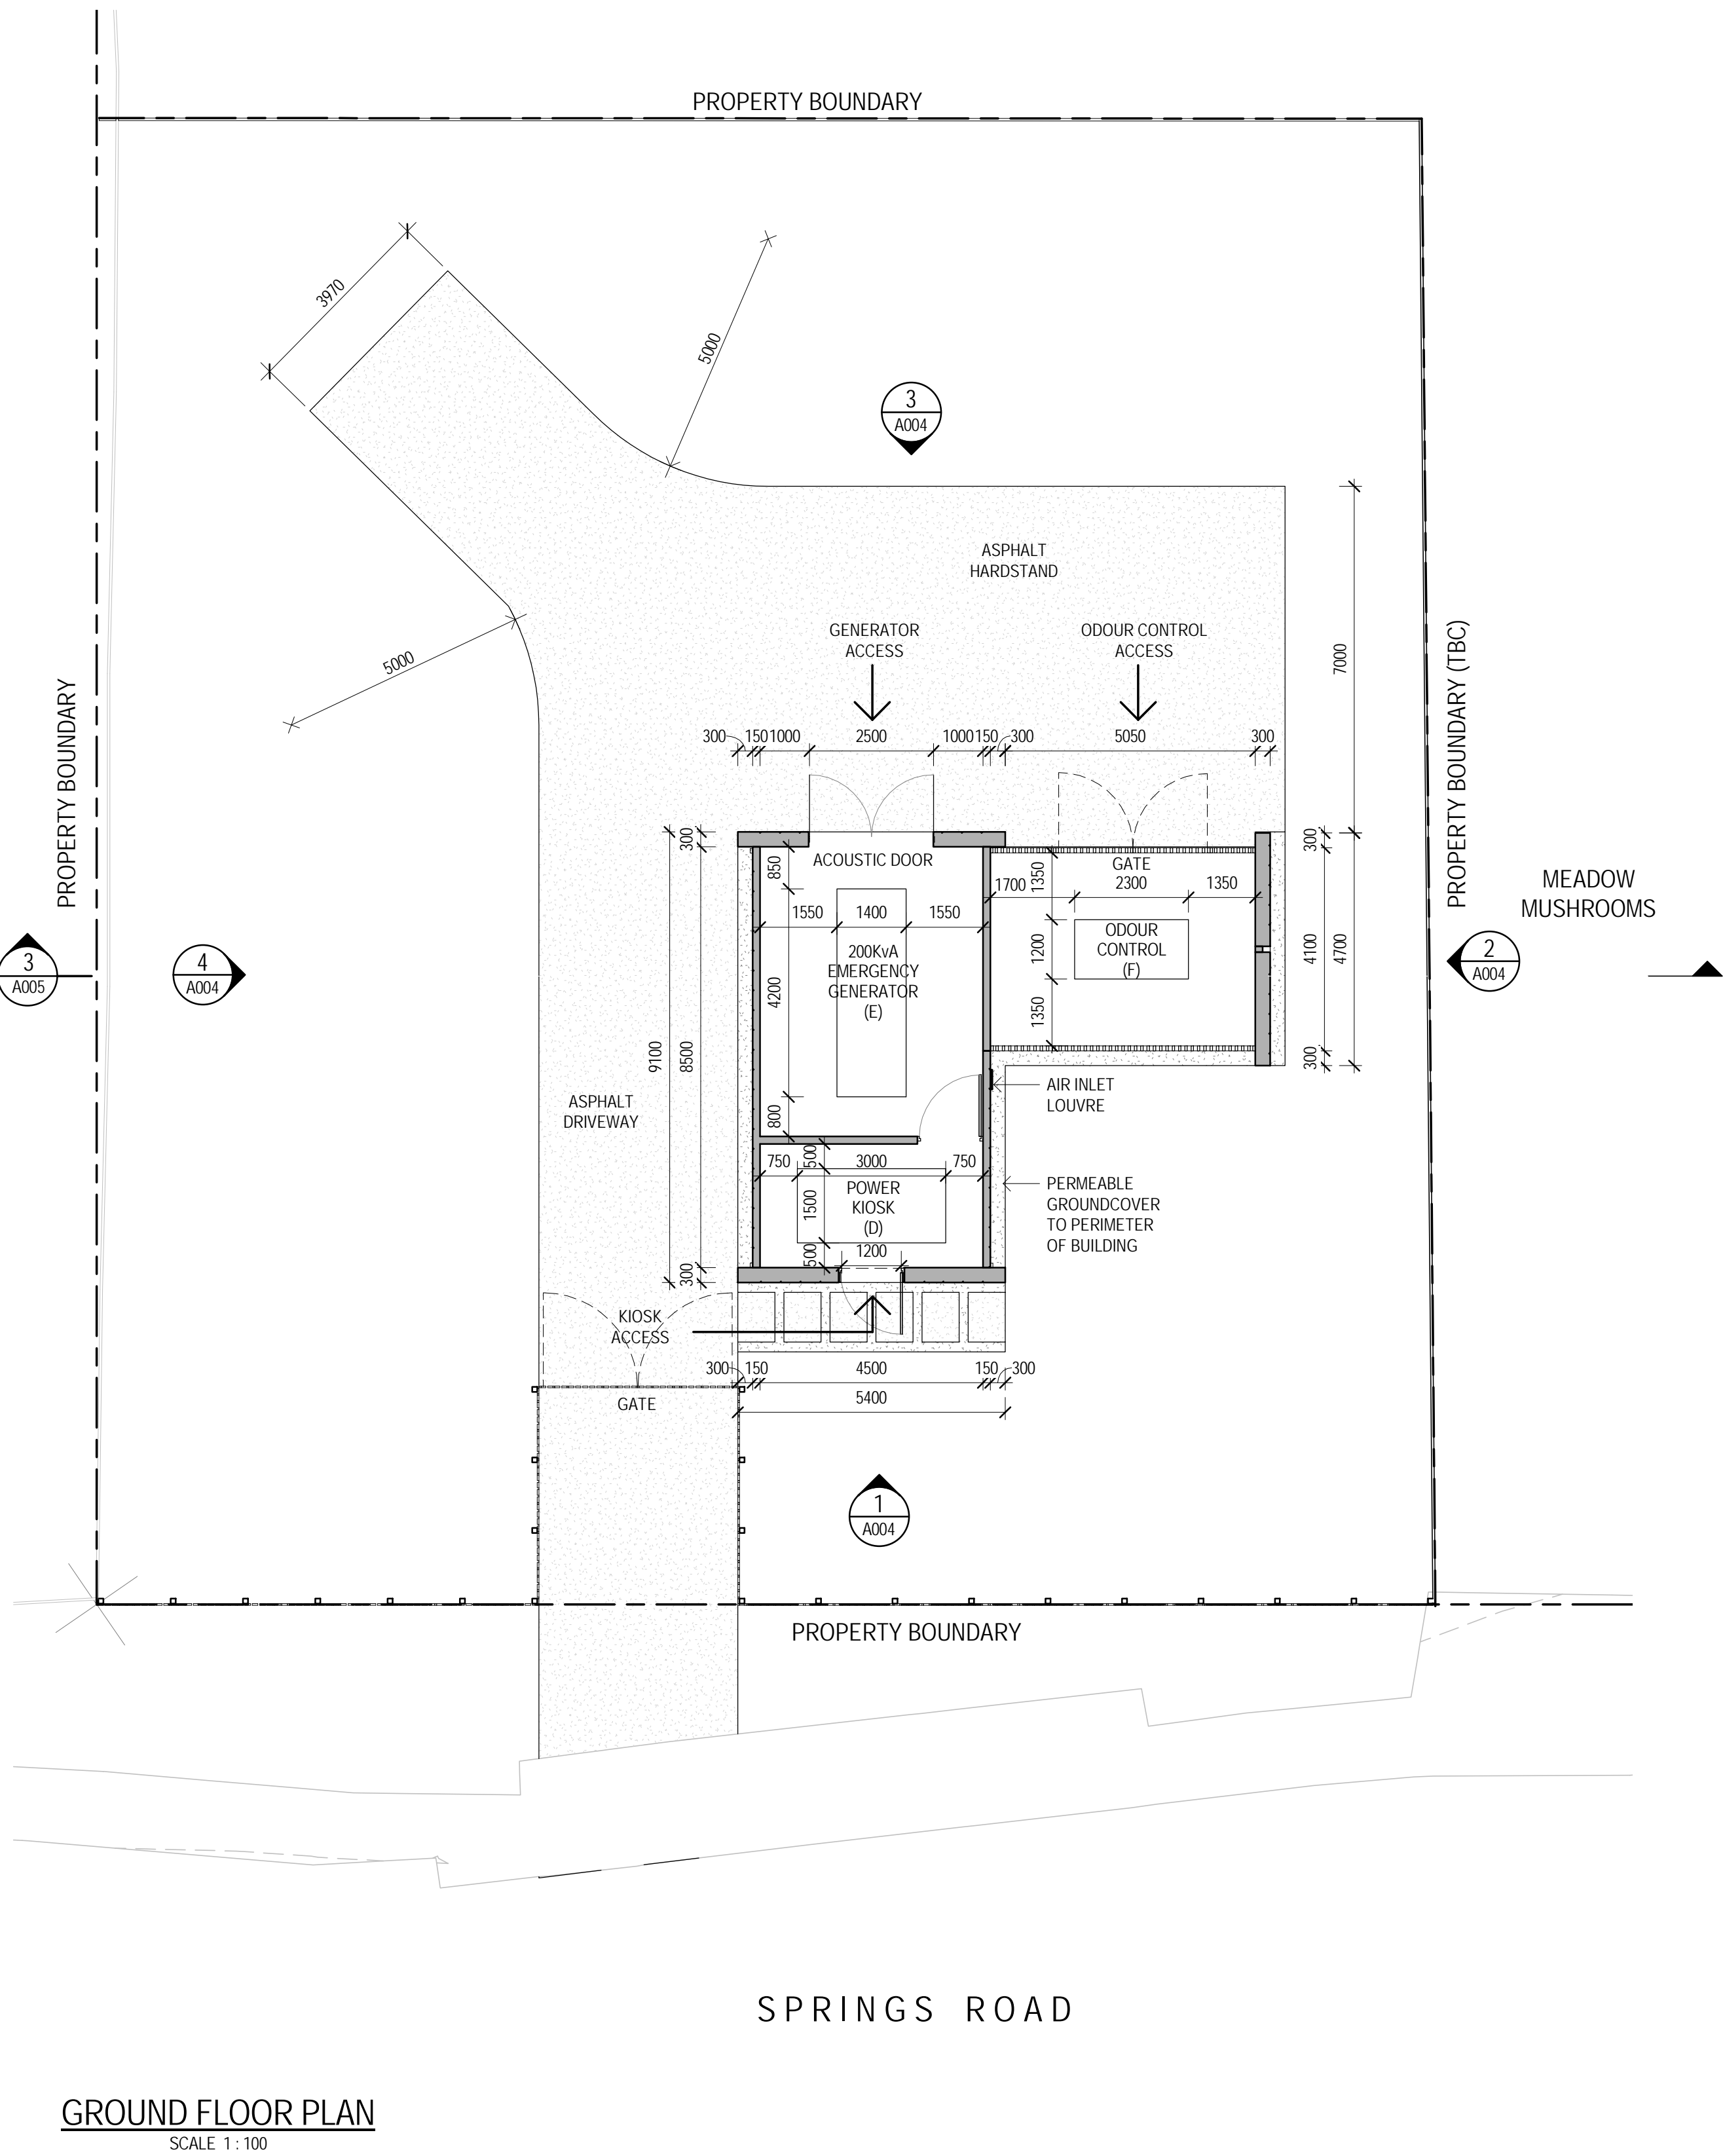 PROPERTY BOUNDARY
3970
5000
3
A004
ASPHALT
HARDSTAND
5000
GENERATOR
ACCESS
ODOUR CONTROL
ACCESS
7000
PROPERTY BOUNDARY
PROPERTY BOUNDARY (TBC)
300
150
1000
2500
1000
150
300
5050
300
300
850
ACOUSTIC DOOR
GATE
1350
1700
2300
1350
300
MEADOW
MUSHROOMS
1550
1400
1550
ODOUR
CONTROL
(F)
1200
4100
4700
3
A005
4
A004
2
A004
200KvA
EMERGENCY
GENERATOR
(E)
4200
1350
9100
8500
300
AIR INLET
LOUVRE
ASPHALT
DRIVEWAY
800
750
500
3000
750
POWER
KIOSK
(D)
1500
PERMEABLE
GROUNDCOVER
TO PERIMETER
OF BUILDING
500
1200
300
KIOSK
ACCESS
300
150
4500
150
300
5400
GATE
1
A004
PROPERTY BOUNDARY
SPRINGS ROAD
GROUND FLOOR PLAN
SCALE 1 : 100